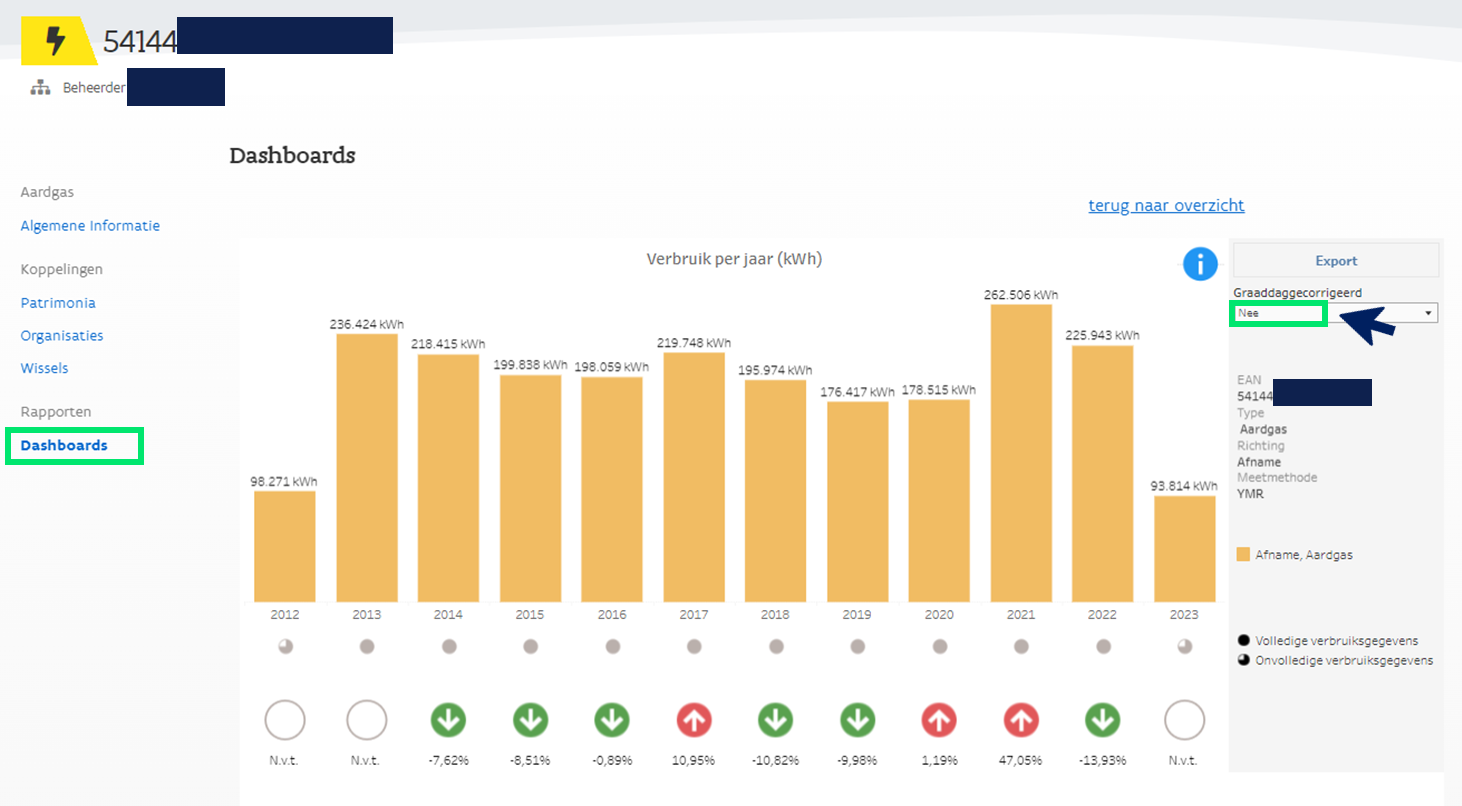 54144
Beheerder
Dashboards
Aardgas
Algemene Informatie
Koppelingen
Patrimonia
Organisaties
Wissels
Rapporten
Dashboards
terug naar overzicht
Verbruik per jaar (kWh)
98.271 kWh
236.424 kWh
218.415 kWh
199.838 kWh
198.059 kWh
219.748 kWh
195.974 kWh
176.417 kWh
178.515 kWh
262.506 kWh
225.943 kWh
93.814 kWh
2012 2013 2014 2015 2016 2017 2018 2019 2020 2021 2022 2023
N.v.t. N.v.t. -7,62% -8,51% -0,89% 10,95% -10,82% -9,98% 1,19% 47,05% -13,93% N.v.t.
i
Export
Graaddaggecorrigeerd
Nee
EAN
54144
Type
Aardgas
Richting
Afname
Meetmethode
YMR
Afname, Aardgas
Volledige verbruiksgegevens
Onvolledige verbruiksgegevens